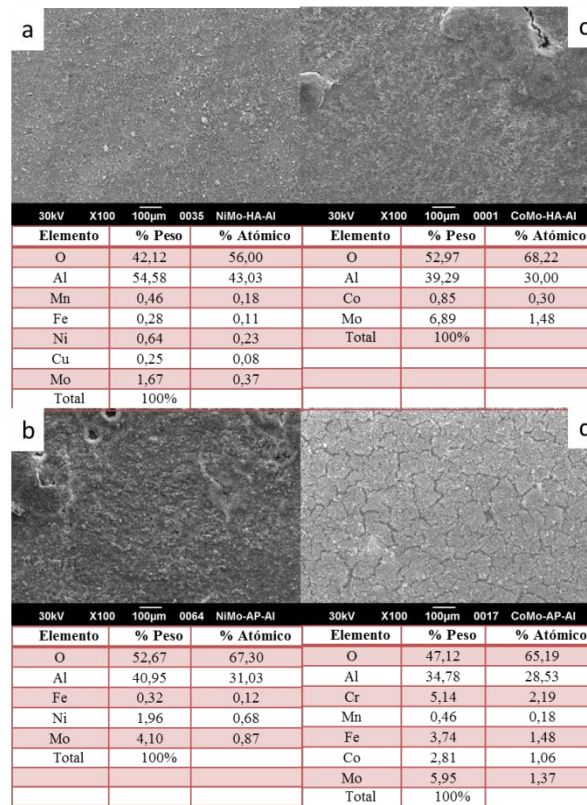 a
30kV X100 100µm 0035 NiMo-HA-Al
Elemento % Peso % Atómico
O 42,12 56,00
Al 54,58 43,03
Mn 0,46 0,18
Fe 0,28 0,11
Ni 0,64 0,23
Cu 0,25 0,08
Mo 1,67 0,37
Total 100%
c
30kV X100 100µm 0001 CoMo-HA-Al
Elemento % Peso % Atómico
O 52,97 68,22
Al 39,29 30,00
Co 0,85 0,30
Mo 6,89 1,48
Total 100%
b
30kV X100 100µm 0064 NiMo-AP-Al
Elemento % Peso % Atómico
O 52,67 67,30
Al 40,95 31,03
Fe 0,32 0,12
Ni 1,96 0,68
Mo 4,10 0,87
Total 100%
d
30kV X100 100µm 0017 CoMo-AP-Al
Elemento % Peso % Atómico
O 47,12 65,19
Al 34,78 28,53
Cr 5,14 2,19
Mn 0,46 0,18
Fe 3,74 1,48
Co 2,81 1,06
Mo 5,95 1,37
Total 100%